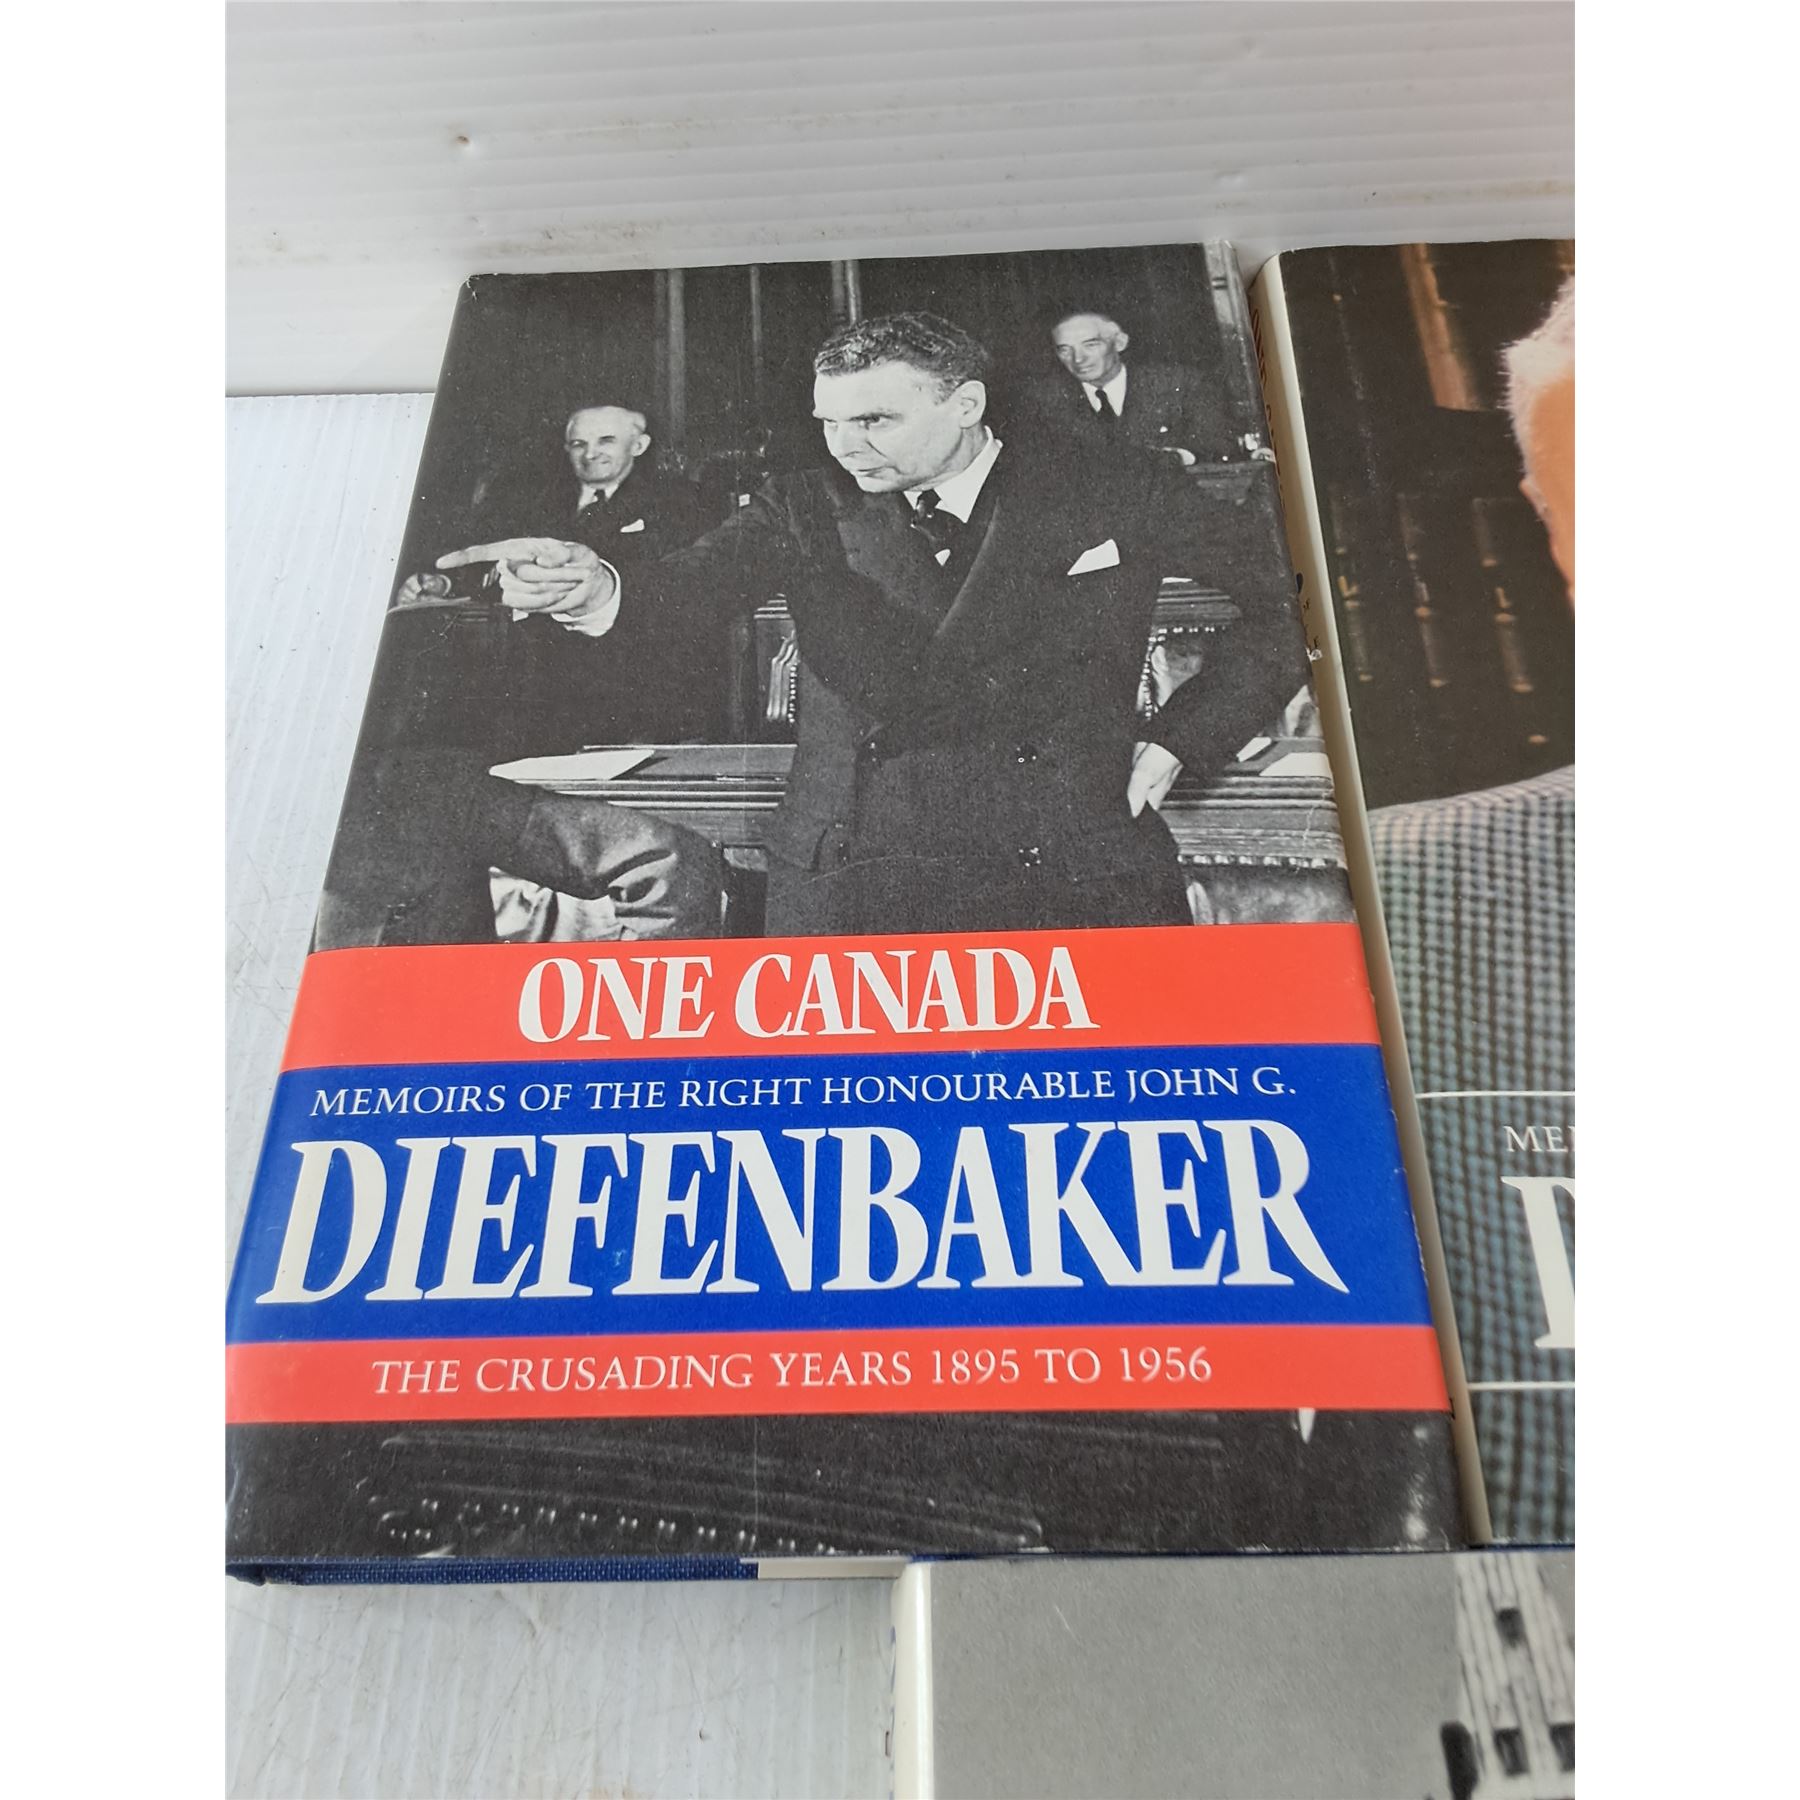 ONE CANADA
MEMOIRS OF THE RIGHT HONOURABLE JOHN G.
DIEFENBAKER
THE CRUSADING YEARS 1895 TO 1956